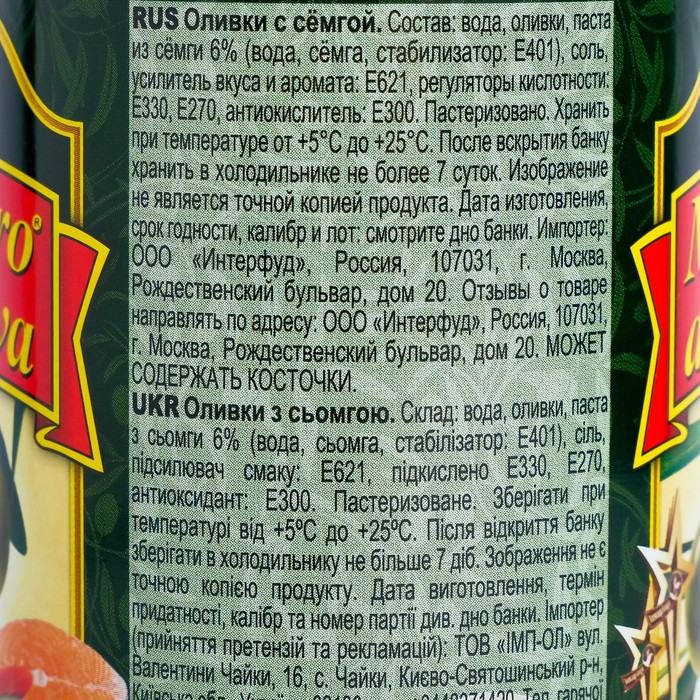 RUS Оливки с сёмгой. Состав: вода, оливки, паста
из сёмги 6% (вода, сёмга, стабилизатор: Е401), соль,
усилитель вкуса и аромата: Е621, регуляторы кислотности:
Е330, Е270, антиокислитель: Е300. Пастеризовано. Хранить
при температуре от +5°С до +25°С. После вскрытия банку
хранить в холодильнике не более 7 суток. Изображение
не является точной копией продукта. Дата изготовления,
срок годности, калибр и лот: смотрите дно банки. Импортер:
ООО «Интерфуд», Россия, 107031, г. Москва,
Рождественский бульвар, дом 20. Отзывы о товаре
направлять по адресу: ООО «Интерфуд», Россия, 107031,
г. Москва, Рождественский бульвар, дом 20. МОЖЕТ
СОДЕРЖАТЬ КОСТОЧКИ.
UKR Оливки з сьомгою. Склад: вода, оливки, паста
з сьомги 6% (вода, сьомга, стабілізатор: Е401), сіль,
підсилювач смаку: Е621, підкислено Е330, Е270,
антиоксидант: Е300. Пастеризоване. Зберігати при
температурі від +5ºС до +25ºС. Після відкриття банку
зберігати в холодильнику не більше 7 діб. Зображення не є
точною копією продукту. Дата виготовлення, термін
придатності, калібр та номер партії див. дно банки. Імпортер
(прийняття претензій та рекламацій): ТОВ «ІМП-ОЛ» вул.
Валентини Чайки, 16, с. Чайки, Києво-Святошинський р-н,
Київська обл.
ro®
va